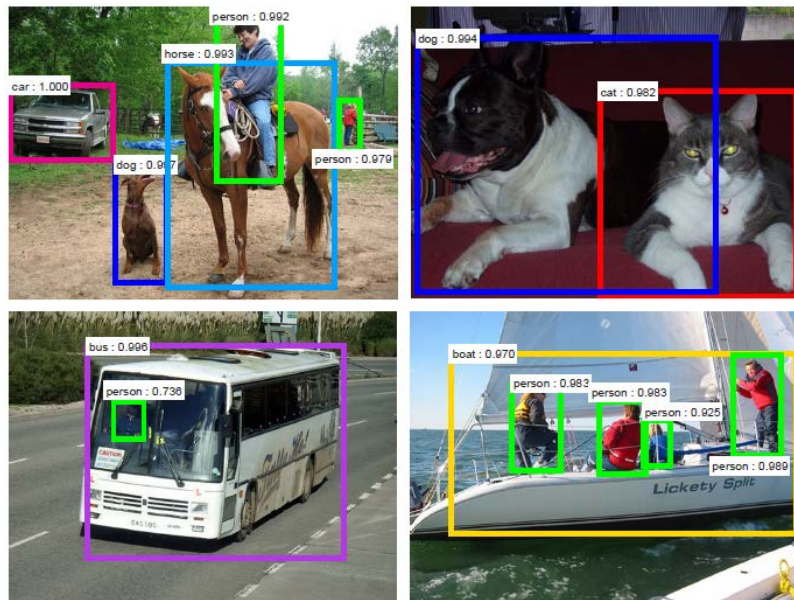 person : 0.992
horse : 0.993
car : 1.000
person : 0.979
dog : 0.997
dog : 0.994
cat : 0.982
bus : 0.996
person : 0.736
CAUTION
boat : 0.970
person : 0.983
person : 0.983
person : 0.925
person : 0.989
Lickety Split